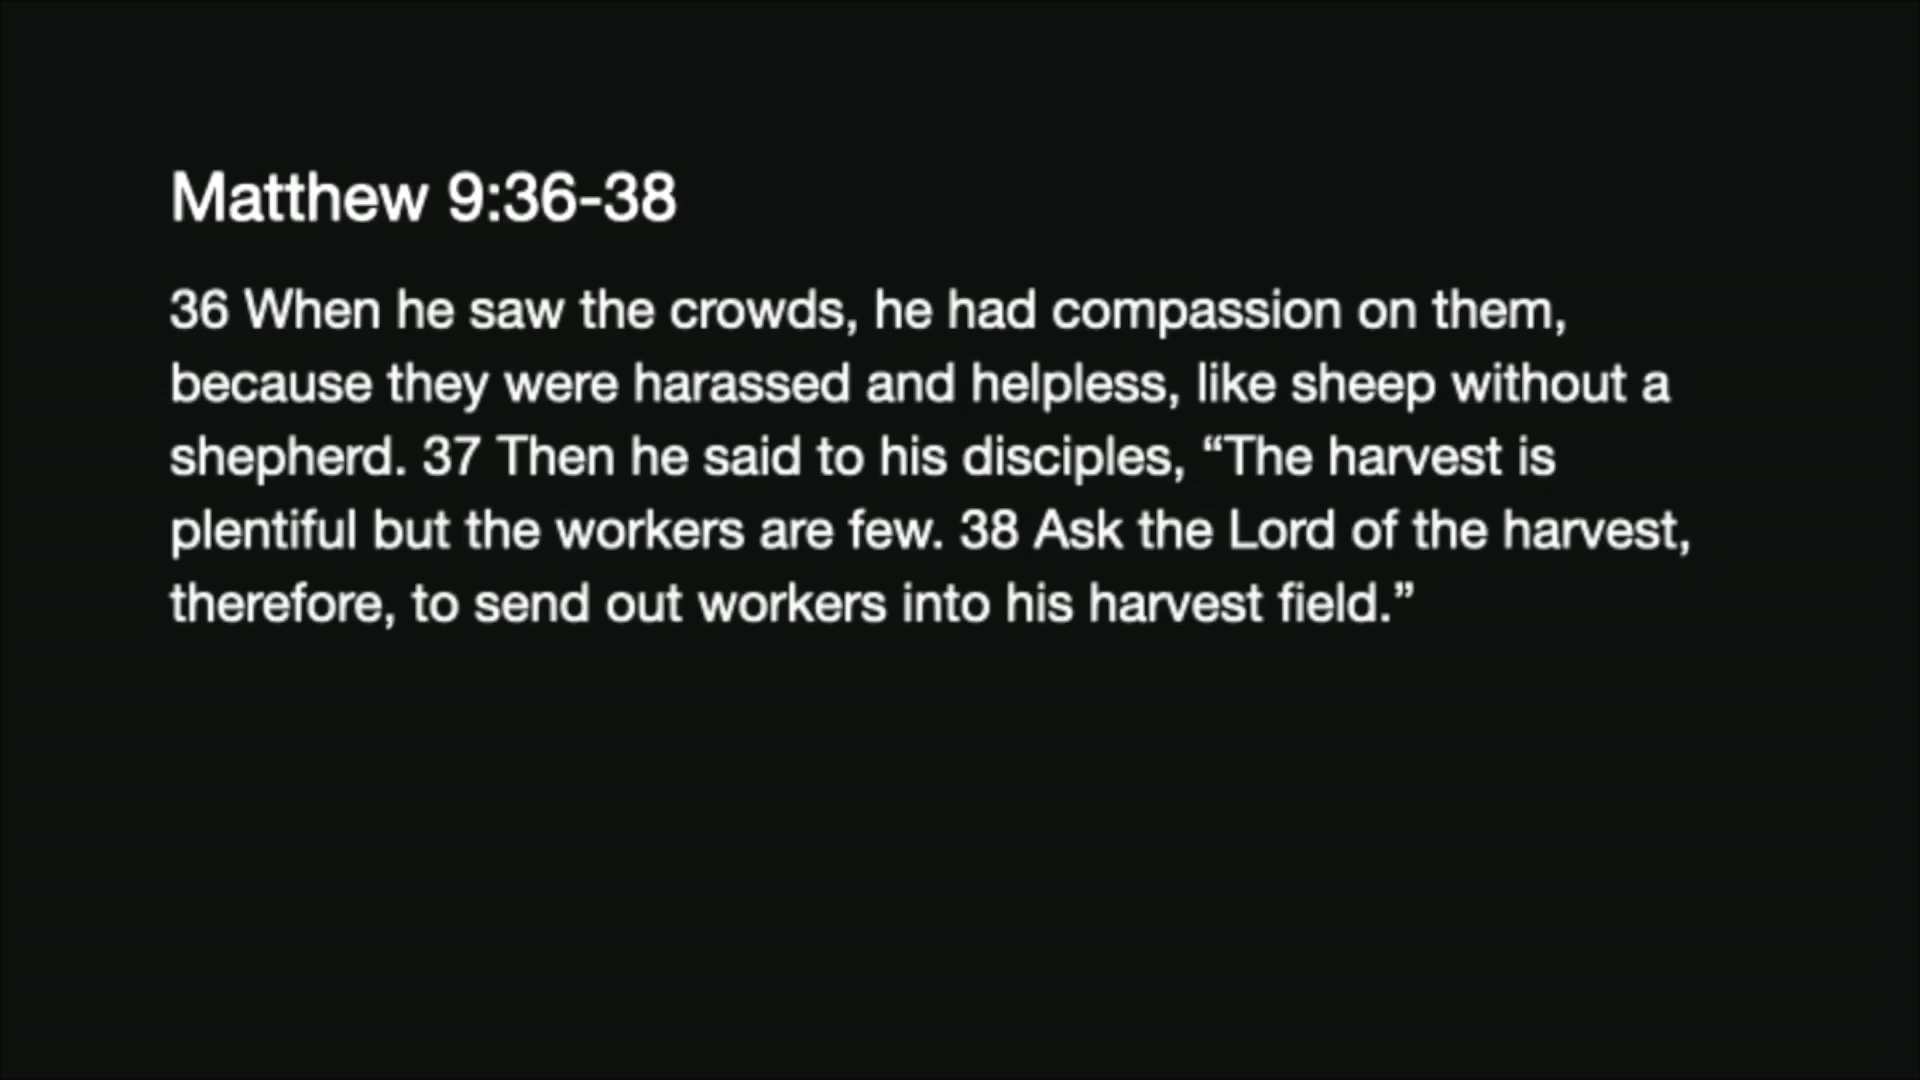 Matthew 9:36-38
36 When he saw the crowds, he had compassion on them,
because they were harassed and helpless, like sheep without a
shepherd. 37 Then he said to his disciples, “The harvest is
plentiful but the workers are few. 38 Ask the Lord of the harvest,
therefore, to send out workers into his harvest field.”